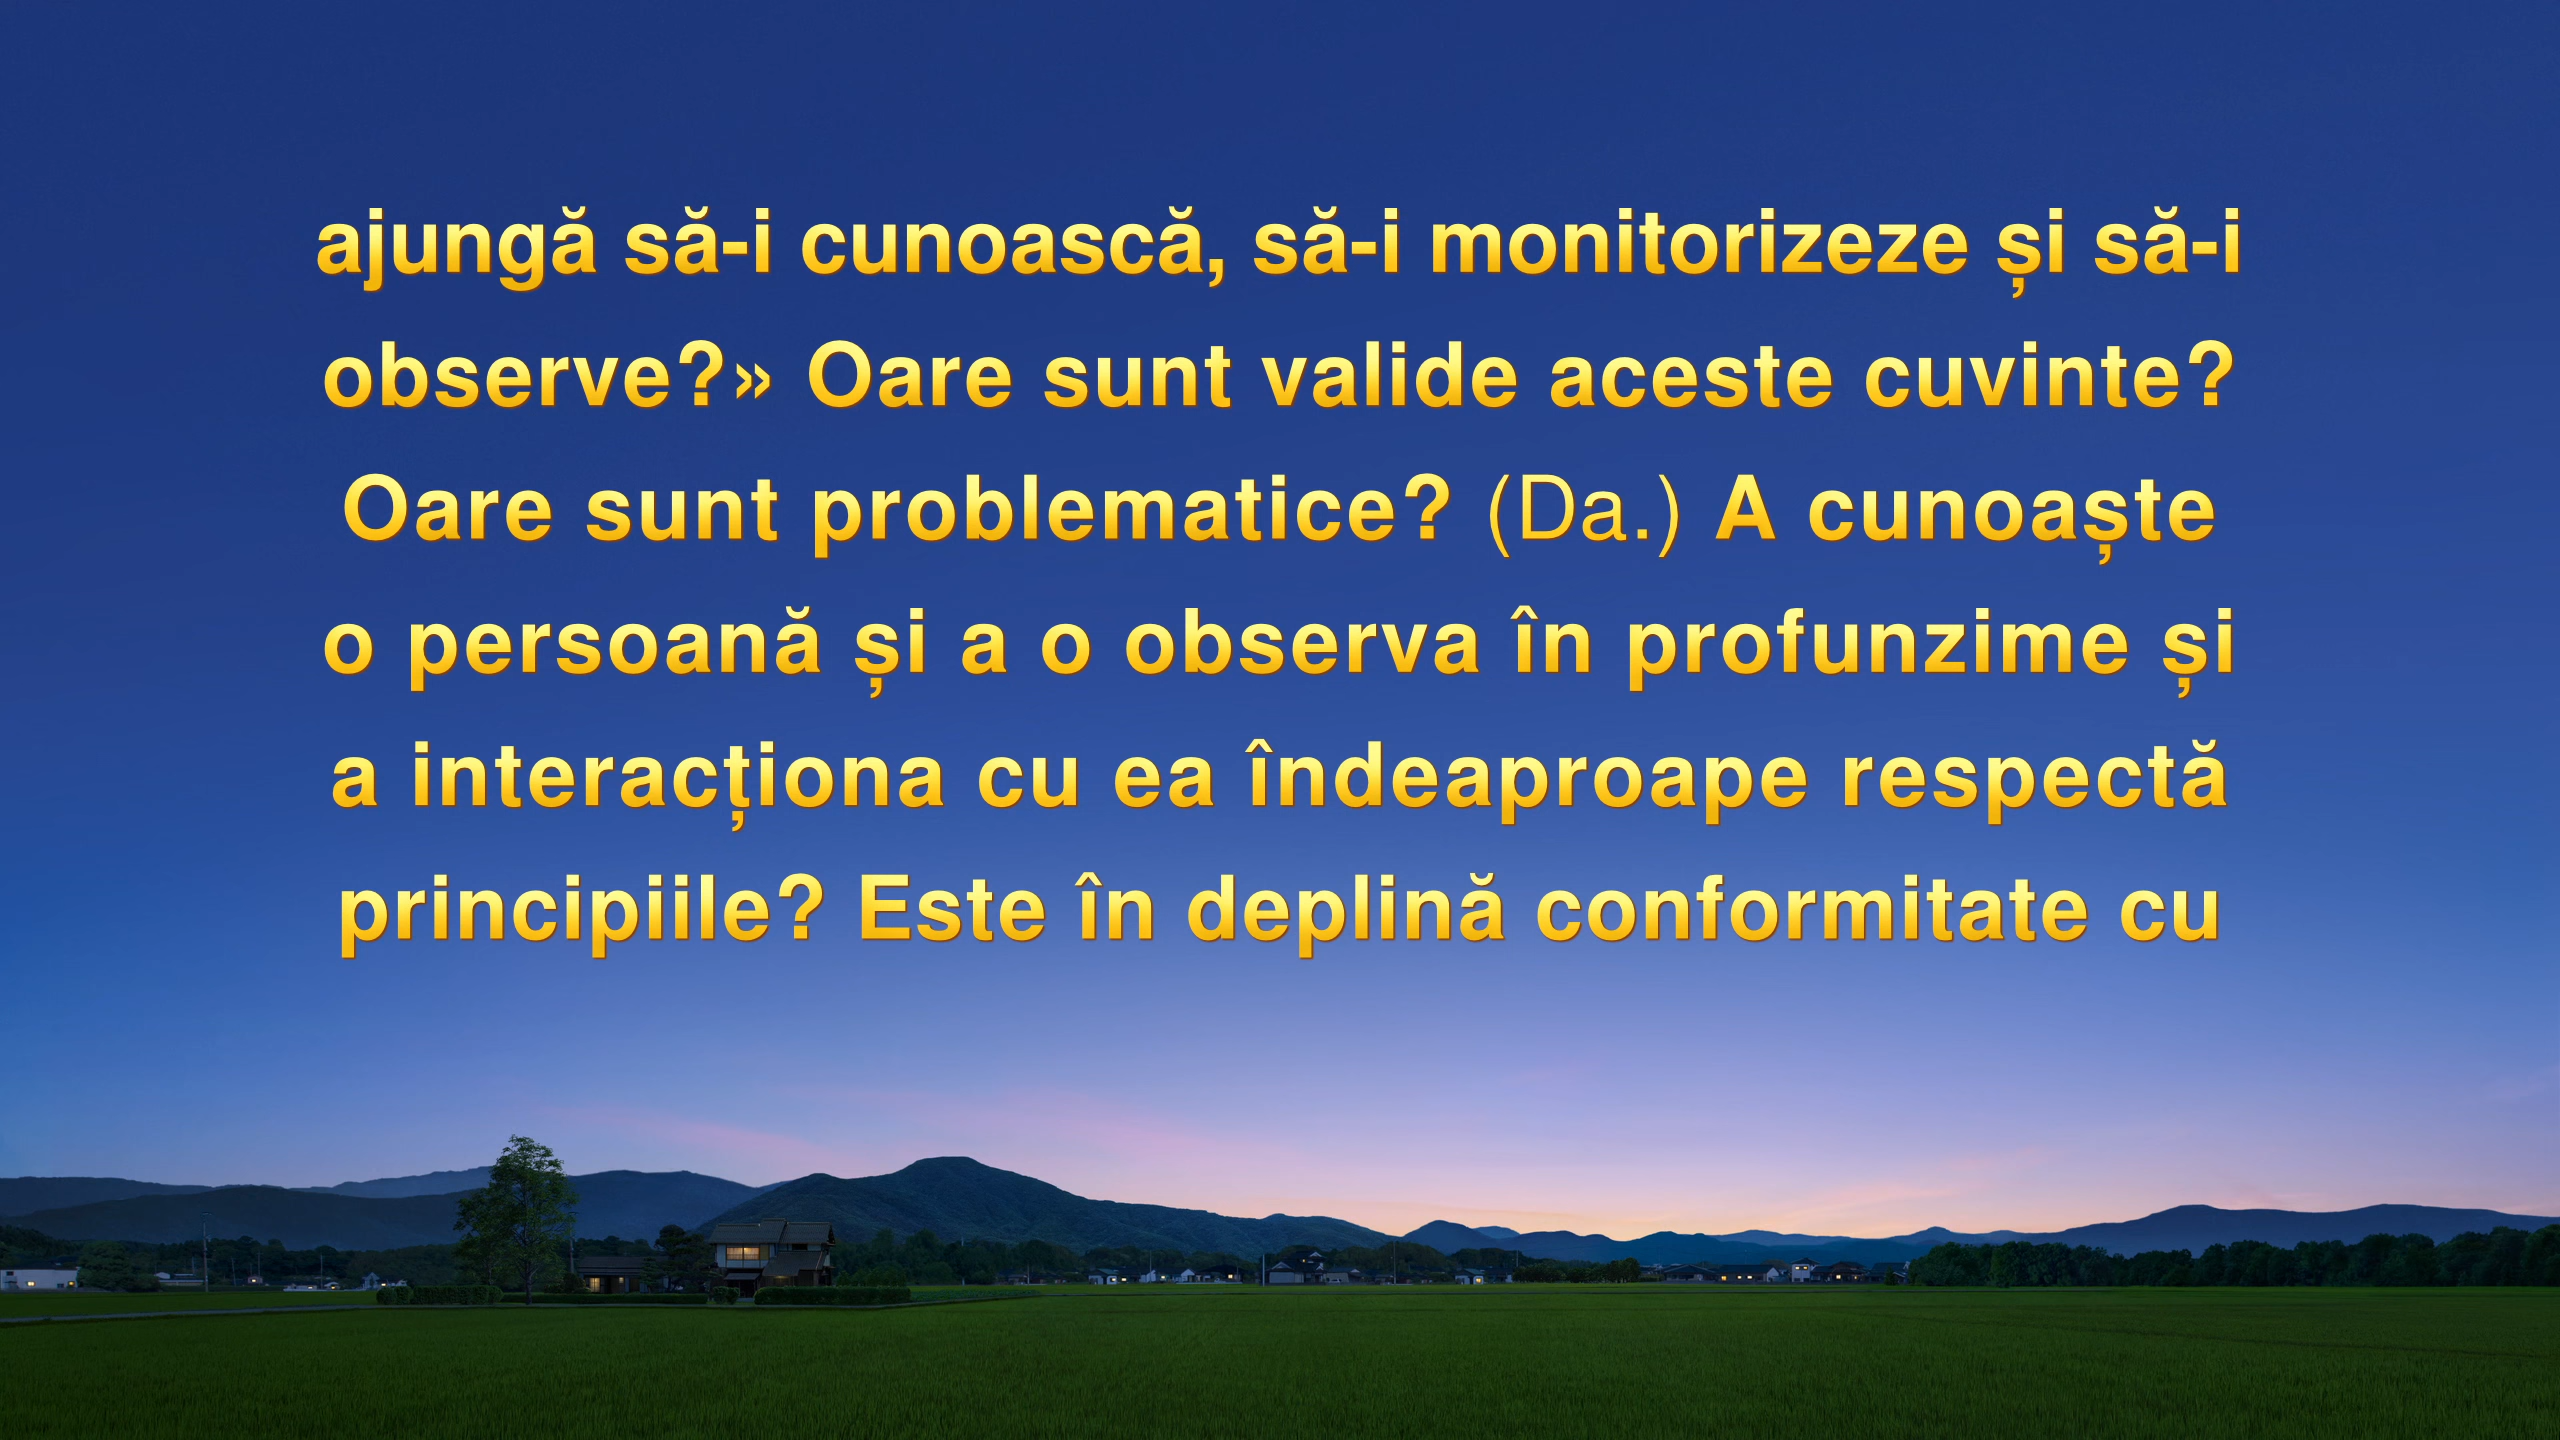 ajungă să-i cunoască, să-i monitorizeze și să-i
observe?» Oare sunt valide aceste cuvinte?
Oare sunt problematice? (Da.) A cunoaște
o persoană și a o observa în profunzime și
a interacționa cu ea îndeaproape respectă
principiile? Este în deplină conformitate cu